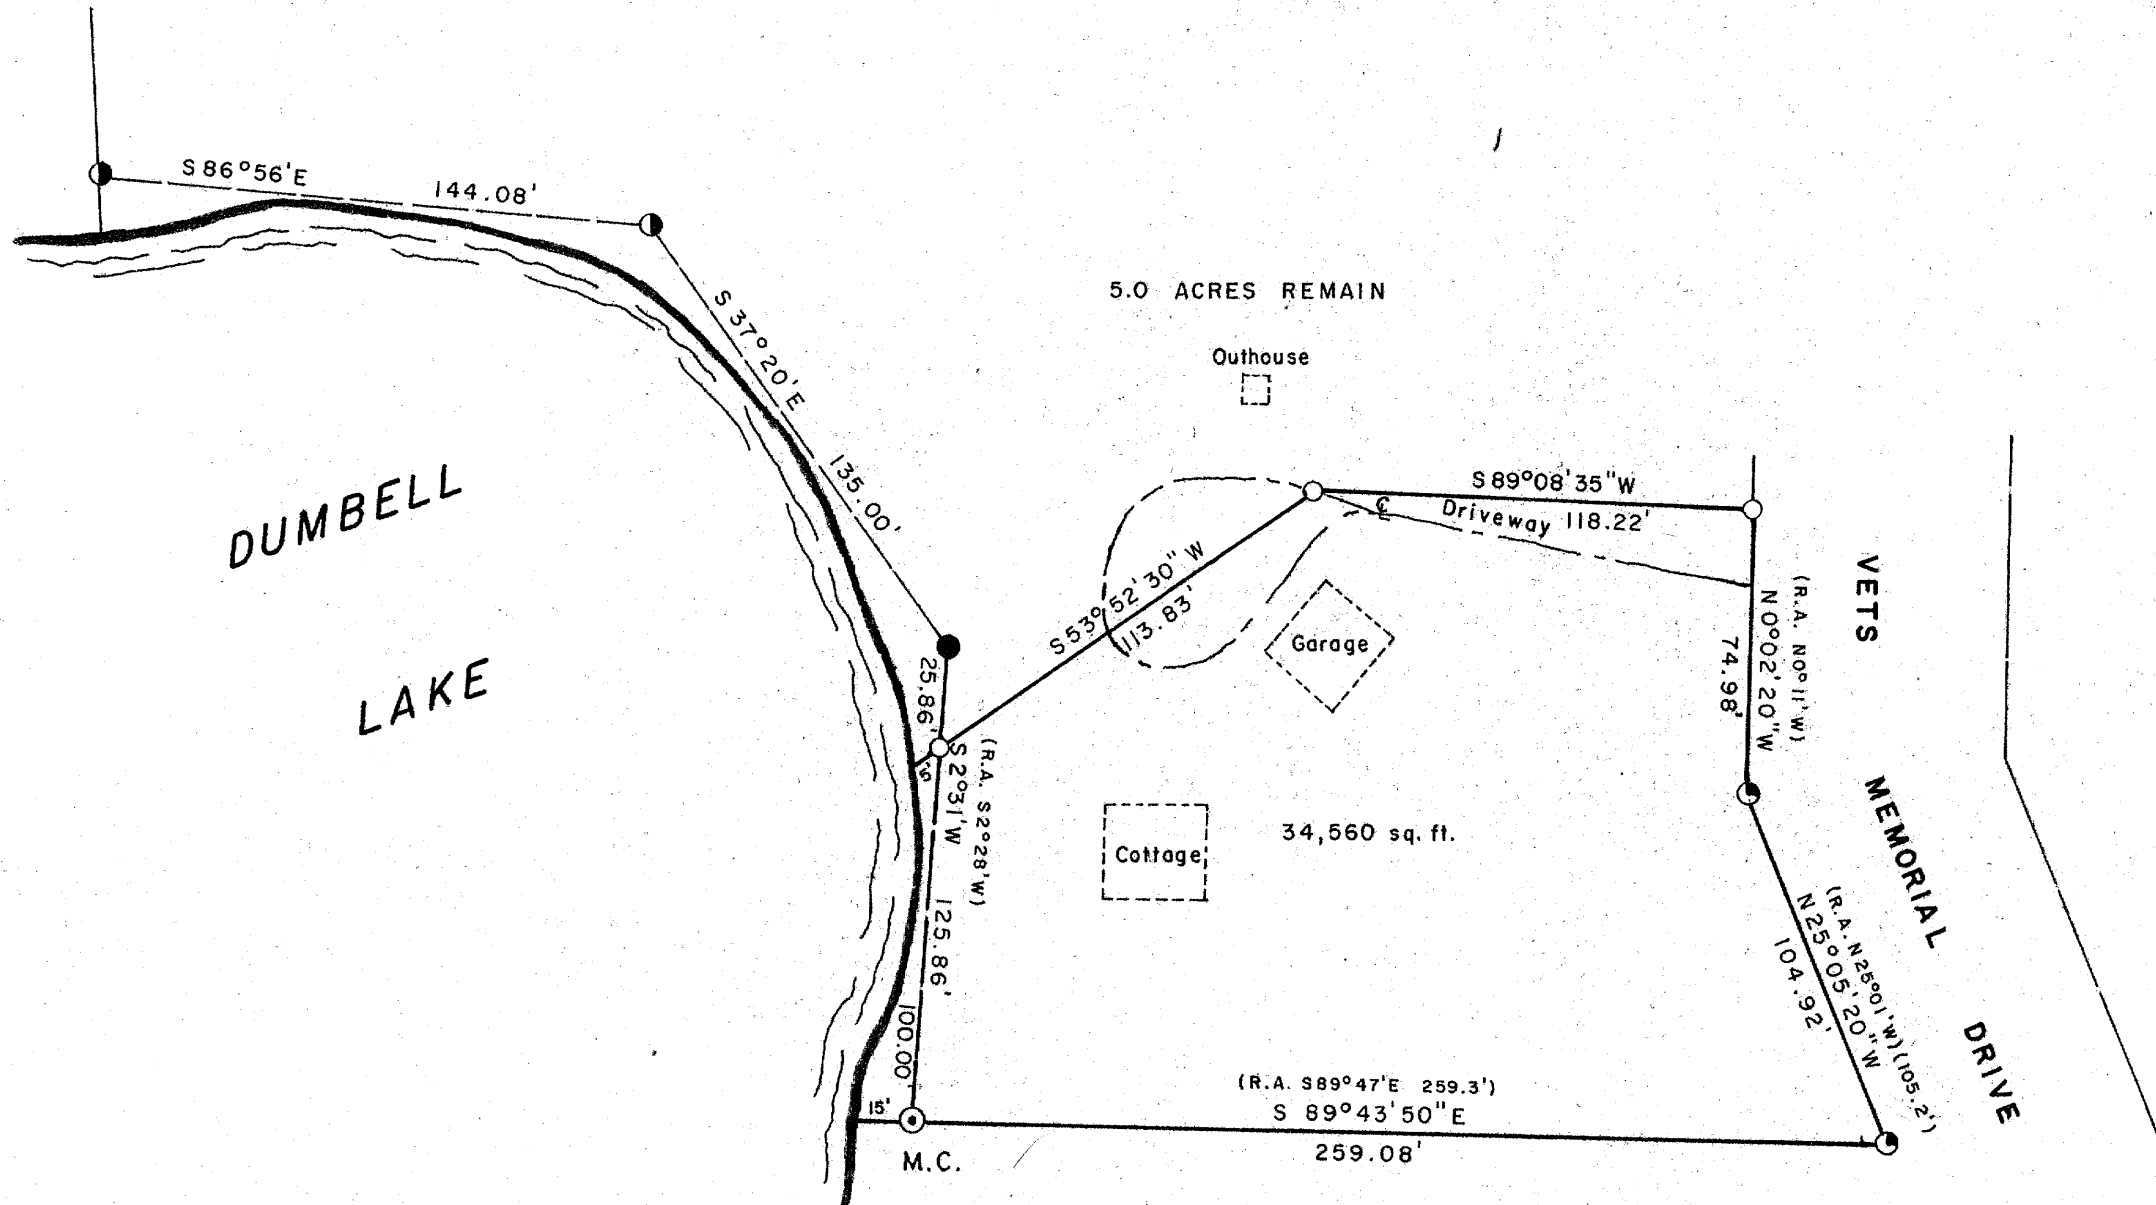 S 86°56'E 144.08'
S 37°20'E 135.00'
5.0 ACRES REMAIN
Outhouse
DUMBELL
LAKE
S 89°08'35"W
℄ Driveway 118.22'
S 53°52'30" W
113.83'
Garage
VETS
MEMORIAL
DRIVE
(R.A. N0°11'W)
N 0°02'20"W
74.98'
25.86'
S 2°31'W 125.86'
(R.A. S2°28'W)
100.00'
Cottage
34,560 sq. ft.
(R.A. N25°01'W)(105.2')
N 25°05'20"W
104.92'
15'
(R.A. S89°47'E 259.3')
S 89°43'50"E
259.08'
M.C.